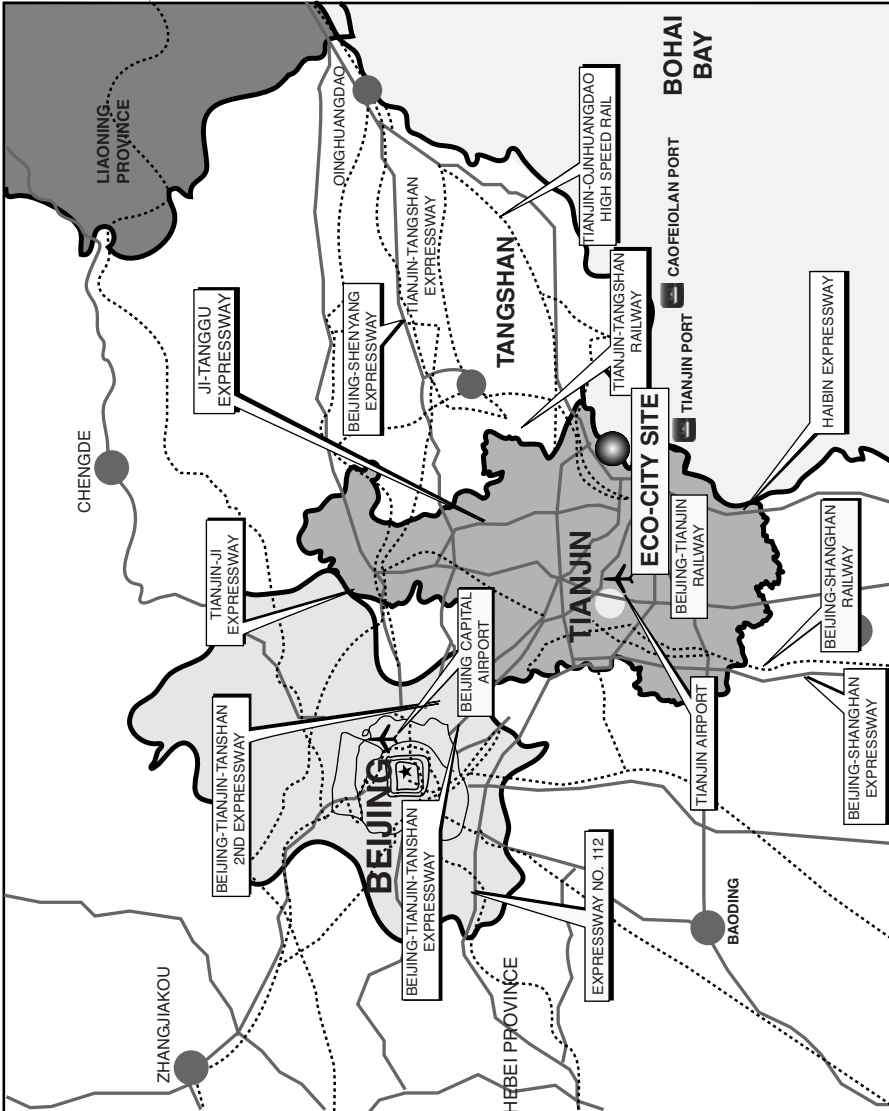 CHENGDE
LIAONING
PROVINCE
ZHANGJIAKOU
BEIJING-TIANJIN-TANSHAN
2ND EXPRESSWAY
TIANJIN-JI
EXPRESSWAY
JI-TANGGU
EXPRESSWAY
OINGHUANGDAO
BEIJING-SHENYANG
EXPRESSWAY
BEIJING
BEIJING-TIANJIN-TANSHAN
EXPRESSWAY
BEIJING CAPITAL
AIRPORT
TIANJIN-TANGSHAN
EXPRESSWAY
HEBEI PROVINCE
TANGSHAN
EXPRESSWAY NO. 112
TIANJIN
TIANJIN-OJNHUANGDAO
HIGH SPEED RAIL
TIANJIN-TANGSHAN
RAILWAY
ECO-CITY SITE
CAOFEIOLAN PORT
BOHAI
BAY
TIANJIN PORT
BEIJING-TIANJIN
RAILWAY
TIANJIN AIRPORT
BAODING
HAIBIN EXPRESSWAY
BEIJING-SHANGHAN
RAILWAY
BEIJING-SHANGHAN
EXPRESSWAY